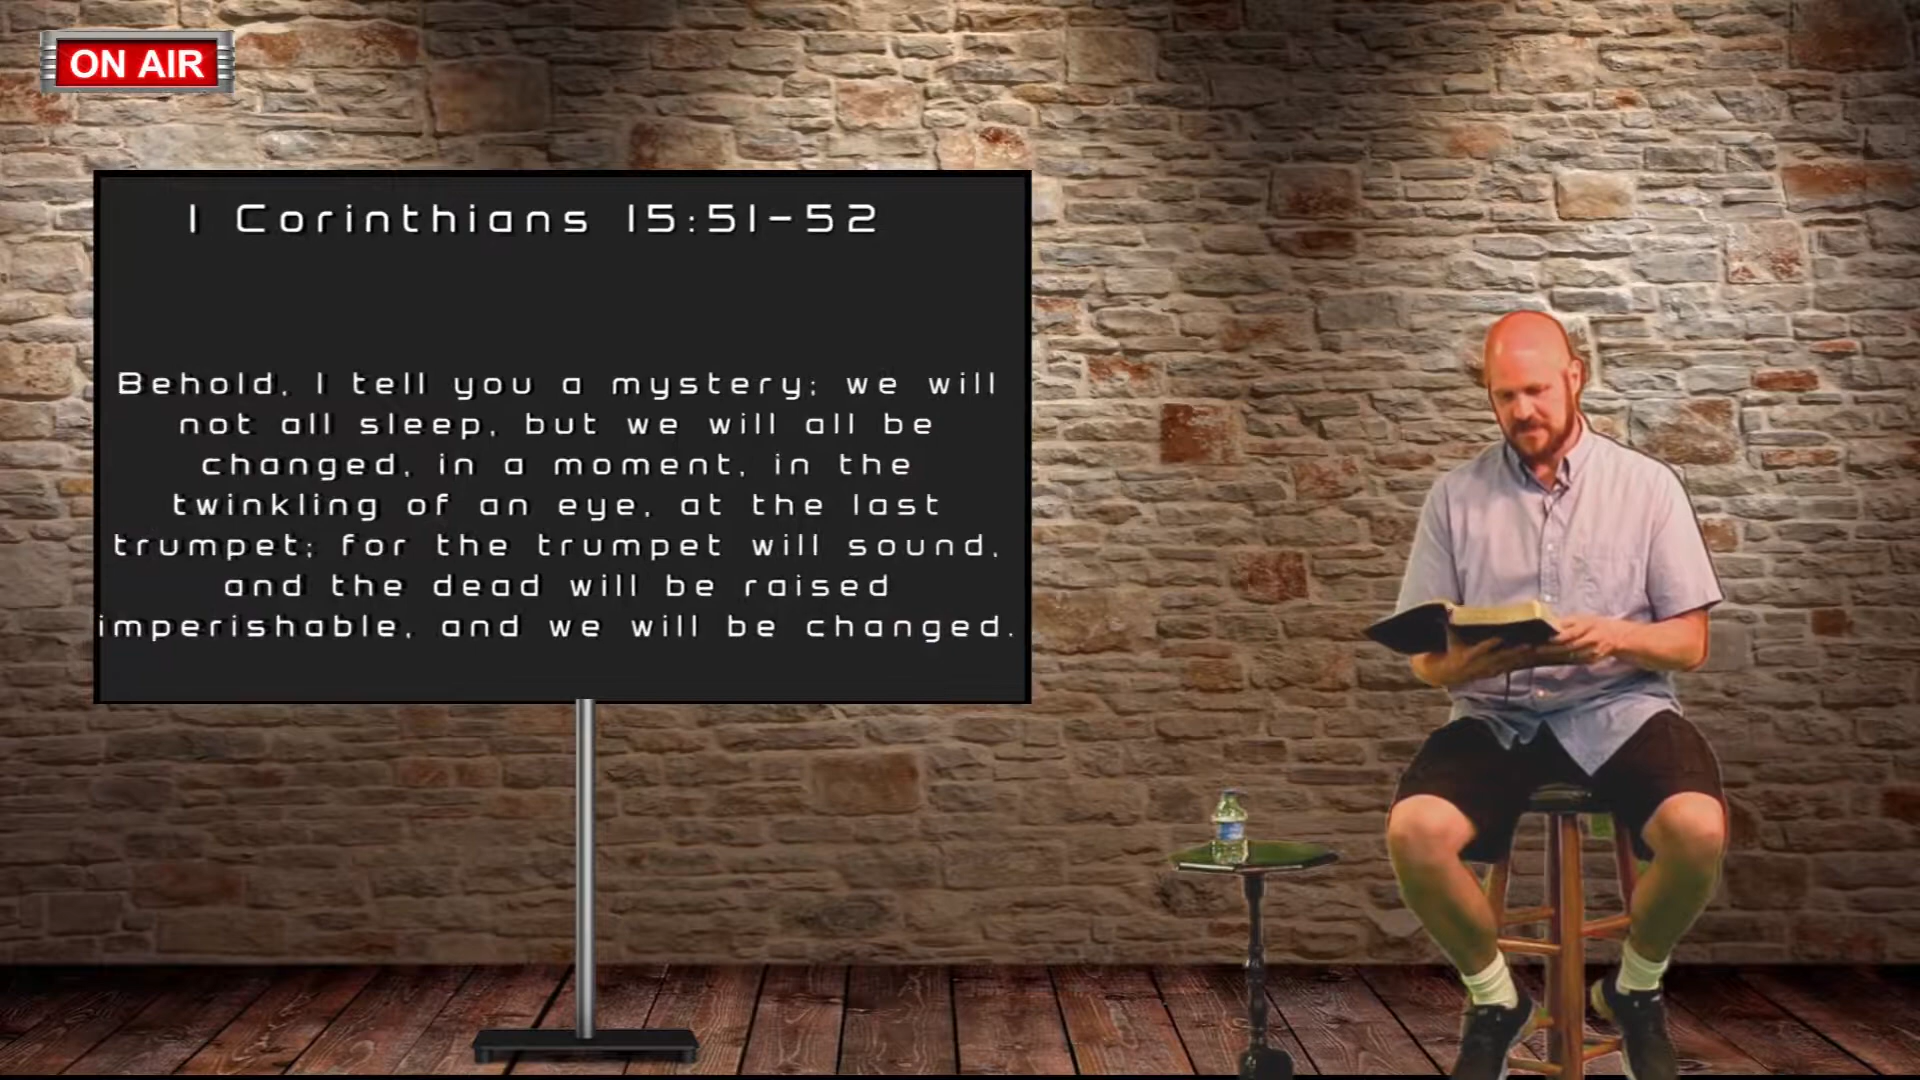 ON AIR
1 Corinthians 15:51-52
Behold, I tell you a mystery; we will
not all sleep, but we will all be
changed, in a moment, in the
twinkling of an eye, at the last
trumpet; for the trumpet will sound,
and the dead will be raised
imperishable, and we will be changed.